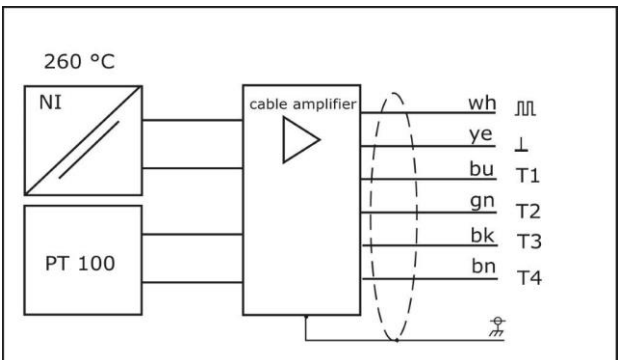 260 °C
NI
cable amplifier
wh
ye
bu T1
gn T2
bk T3
bn T4
PT 100